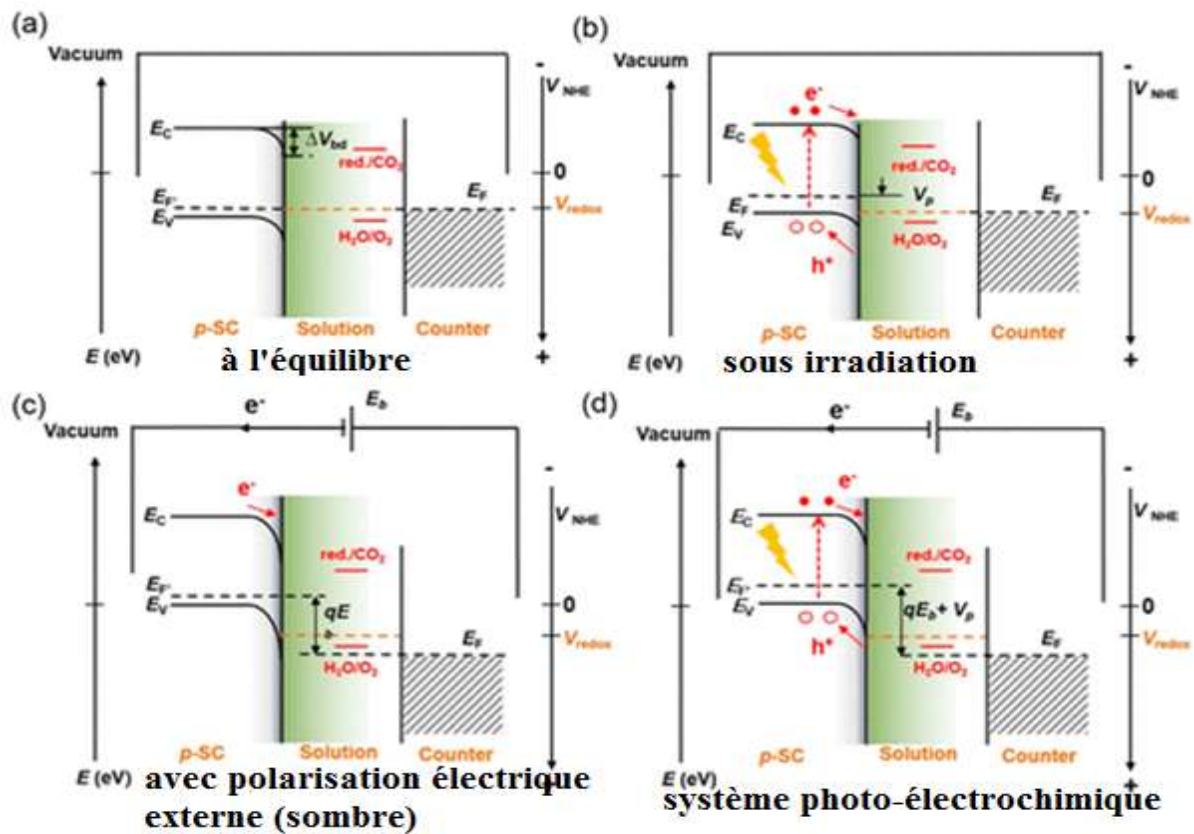 (a)
Vacuum
-
V NHE
E_C
ΔV_bd
red./CO₂
0
E_F'
E_F
V_redox
E_V
H₂O/O₂
p-SC
Solution
Counter
E (eV)
à l'équilibre
+
(b)
Vacuum
-
V NHE
e⁻
E_C
red./CO₂
0
V_p
E_F
E_F
V_redox
E_V
H₂O/O₂
h⁺
p-SC
Solution
Counter
E (eV)
sous irradiation
+
(c)
e⁻
E_b
Vacuum
-
e⁻
V NHE
E_C
red./CO₂
E_F'
E_V
0
qE
b
V_redox
E_F
H₂O/O₂
p-SC
Solution
Counter
E (eV)
avec polarisation électrique
+
externe (sombre)
(d)
e⁻
E_b
Vacuum
-
e⁻
V NHE
E_C
red./CO₂
E_F'
E_V
0
qE_b + V_p
h⁺
V_redox
E_F
H₂O/O₂
p-SC
Solution
Counter
E (eV)
système photo-électrochimique
+